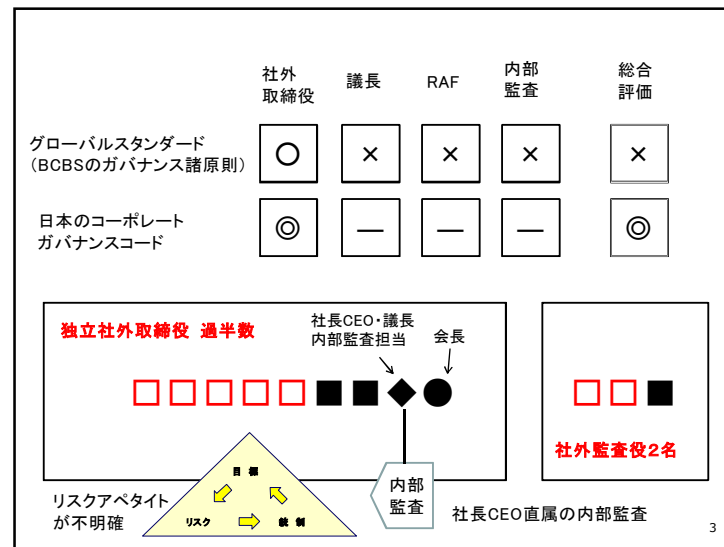 社外
取締役
議長
RAF
内部
監査
総合
評価
グローバルスタンダード
(BCBSのガバナンス諸原則)
○ × × × ×
日本のコーポレート
ガバナンスコード
◎ — — — ◎
独立社外取締役 過半数
社長CEO・議長
内部監査担当
会長
社外監査役2名
目 標
リスク
統 制
リスクアペタイト
が不明確
内部
監査
社長CEO直属の内部監査
3